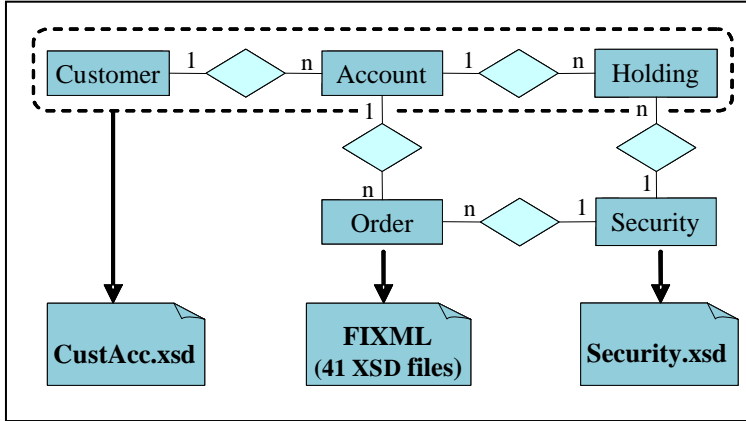 1 n 1 n
Customer Account Holding
1 n
n 1
n 1
Order Security
FIXML
CustAcc.xsd (41 XSD files) Security.xsd